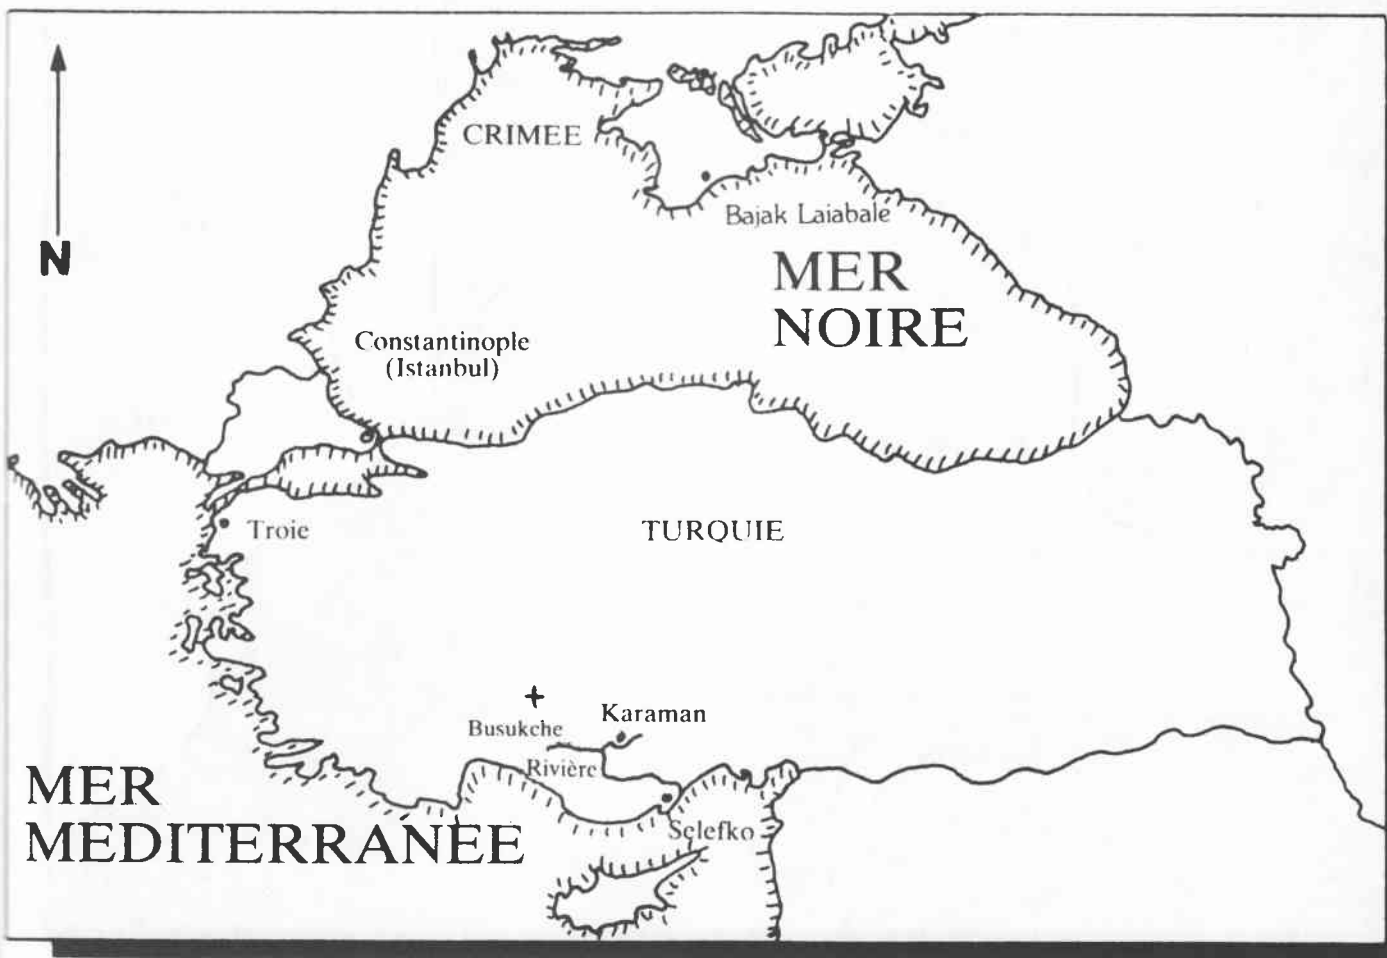 CRIMEE
Bajak Laiabale
N
MER
NOIRE
Constantinople
(Istanbul)
Troie
TURQUIE
Karaman
Busukche
Rivière
MER
MEDITERRANEE
Selefko